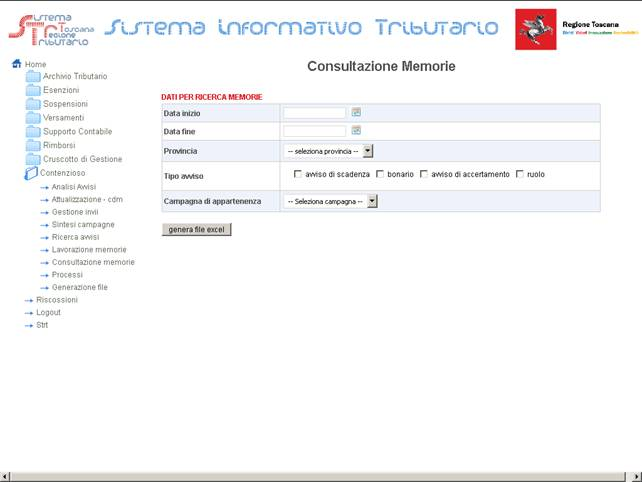 Sistema
Toscana
Regione
Tributario
Sistema Informativo Tributario
Regione Toscana
Home
Archivio Tributario
Esenzioni
Sospensioni
Versamenti
Supporto Contabile
Rimborsi
Cruscotto di Gestione
Contenzioso
Analisi Avvisi
Attualizzazione - cdm
Gestione invii
Sintesi campagne
Ricerca avvisi
Lavorazione memorie
Consultazione memorie
Processi
Generazione file
Riscossioni
Logout
Strt
Consultazione Memorie
DATI PER RICERCA MEMORIE
Data inizio
Data fine
Provincia -- seleziona provincia --
Tipo avviso avviso di scadenza bonario avviso di accertamento ruolo
Campagna di appartenenza -- Seleziona campagna --
genera file excel